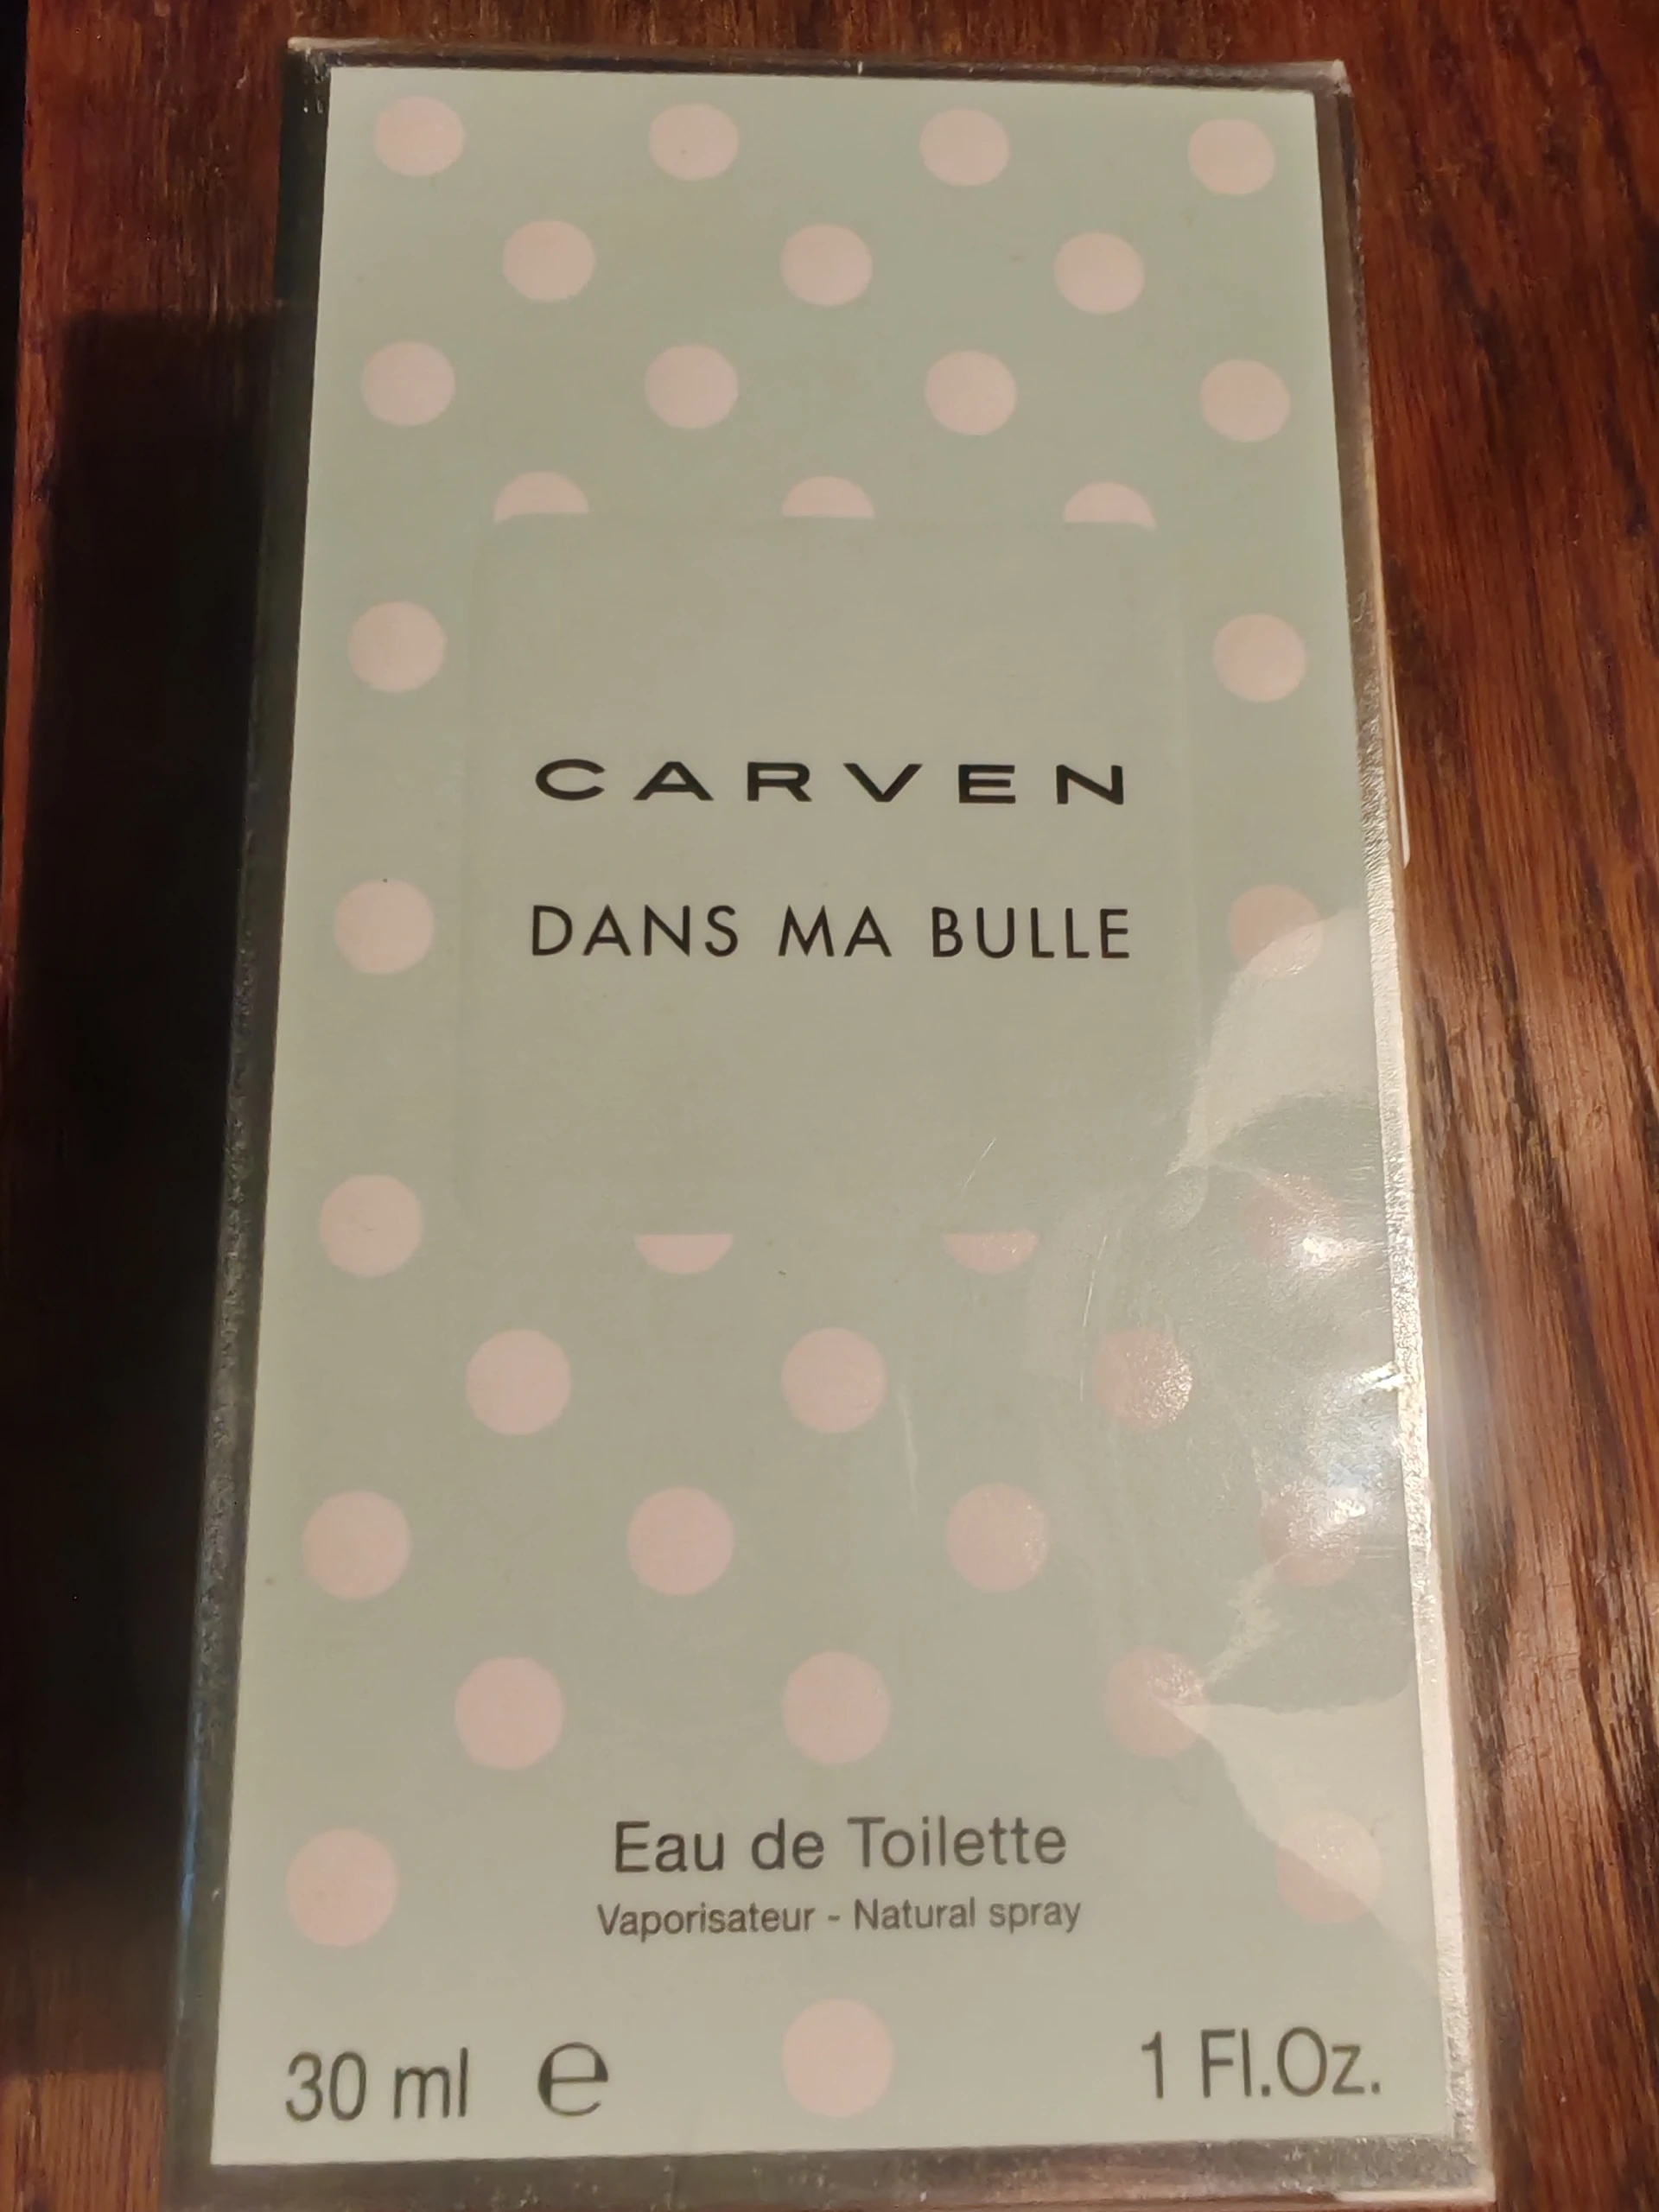 CARVEN
DANS MA BULLE
Eau de Toilette
Vaporisateur - Natural spray
30 ml ℮ 1 Fl.Oz.